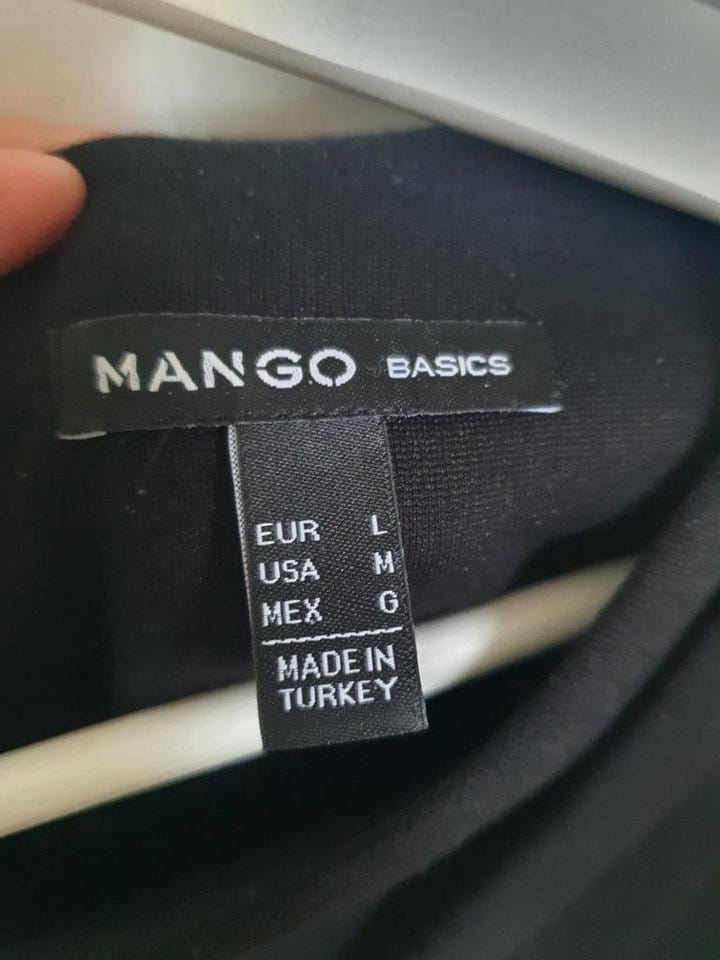 MANGO BASICS
EUR L
USA M
MEX G
MADE IN
TURKEY